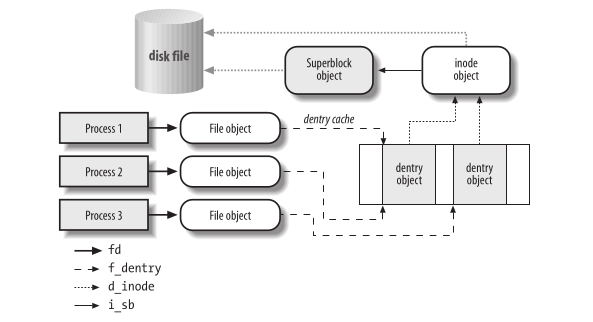 disk file
Superblock
object
inode
object
dentry cache
Process 1
File object
Process 2
File object
Process 3
File object
dentry
object
dentry
object
fd
f_dentry
d_inode
i_sb